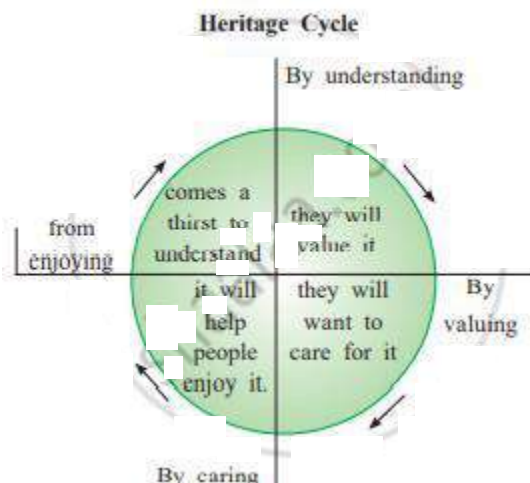 Heritage Cycle
By understanding
comes a
thirst to
understand
they will
value it
from
enjoying
it will
help
people
enjoy it.
they will
want to
care for it
By
valuing
By caring